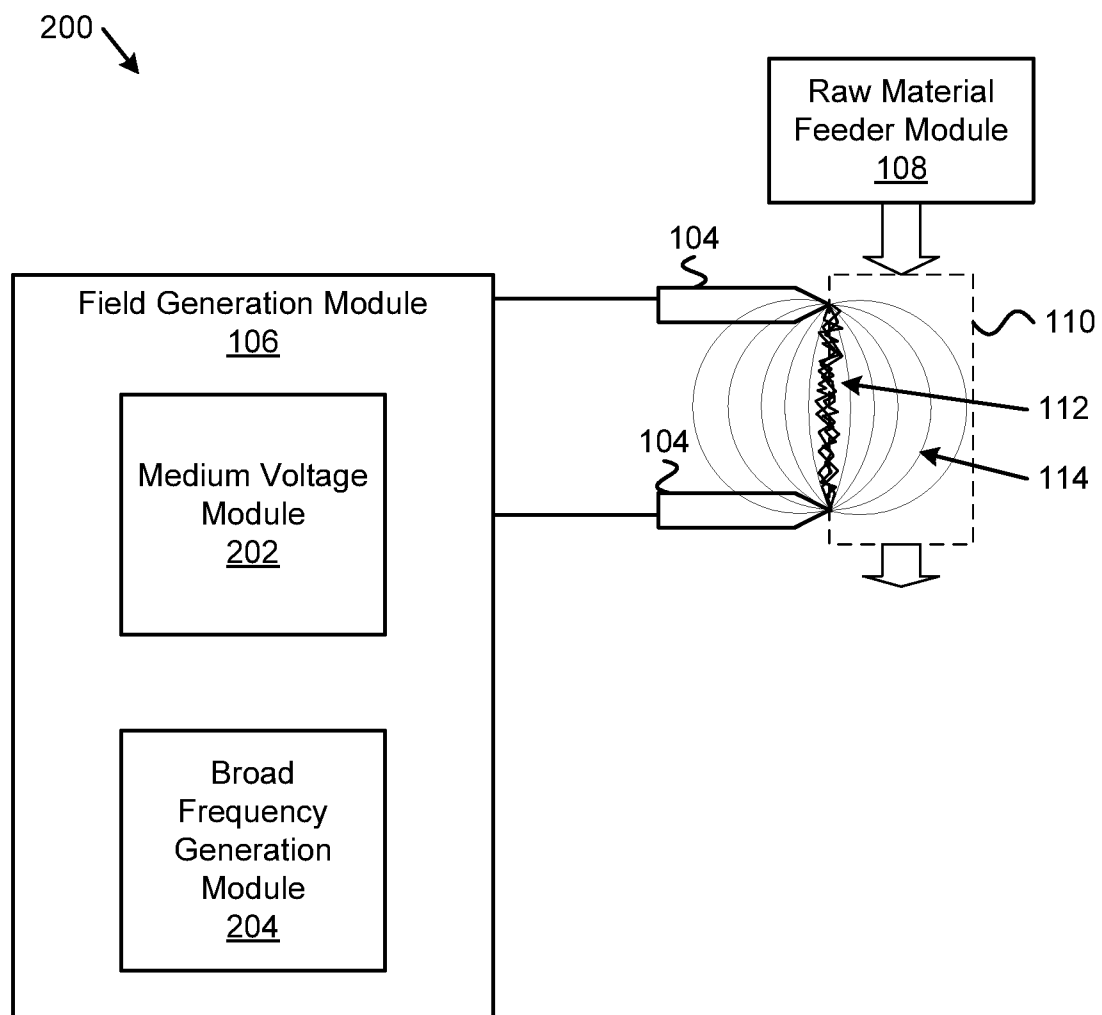 200
Raw Material
Feeder Module
108
104
Field Generation Module
106
110
112
Medium Voltage
Module
202
104
114
Broad
Frequency
Generation
Module
204